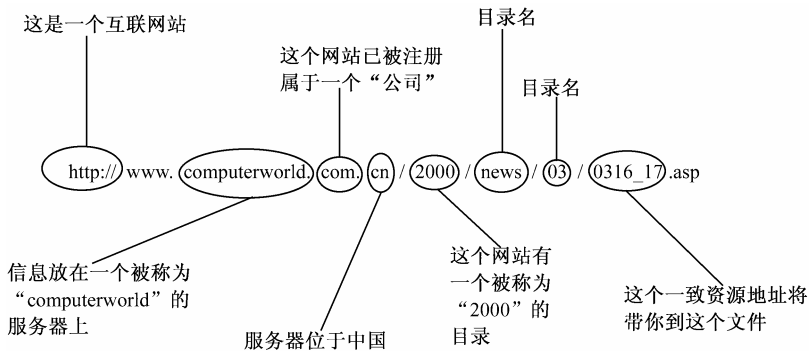 这是一个互联网站
目录名
这个网站已被注册
属于一个“公司”
目录名
http:// www. computerworld. com. cn / 2000 / news / 03 / 0316_17 .asp
信息放在一个被称为
“computerworld”的
服务器上
服务器位于中国
这个网站有
一个被称为
“2000”的
目录
这个一致资源地址将
带你到这个文件